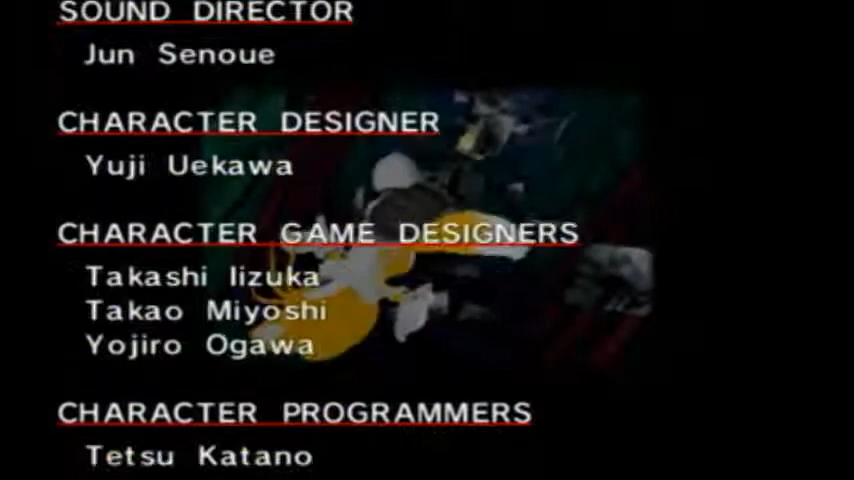 SOUND DIRECTOR
Jun Senoue
CHARACTER DESIGNER
Yuji Uekawa
CHARACTER GAME DESIGNERS
Takashi Iizuka
Takao Miyoshi
Yojiro Ogawa
CHARACTER PROGRAMMERS
Tetsu Katano